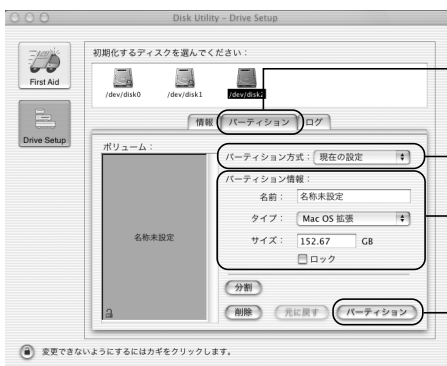 Disk Utility - Drive Setup
First Aid
Drive Setup
初期化するディスクを選んでください:
/dev/disk0
/dev/disk1
/dev/disk2
情報
パーティション
ログ
ボリューム:
名称未設定
パーティション方式: 現在の設定
パーティション情報:
名前: 名称未設定
タイプ: Mac OS 拡張
サイズ: 152.67 GB
ロック
分割
削除
元に戻す
パーティション
変更できないようにするにはカギをクリックします。